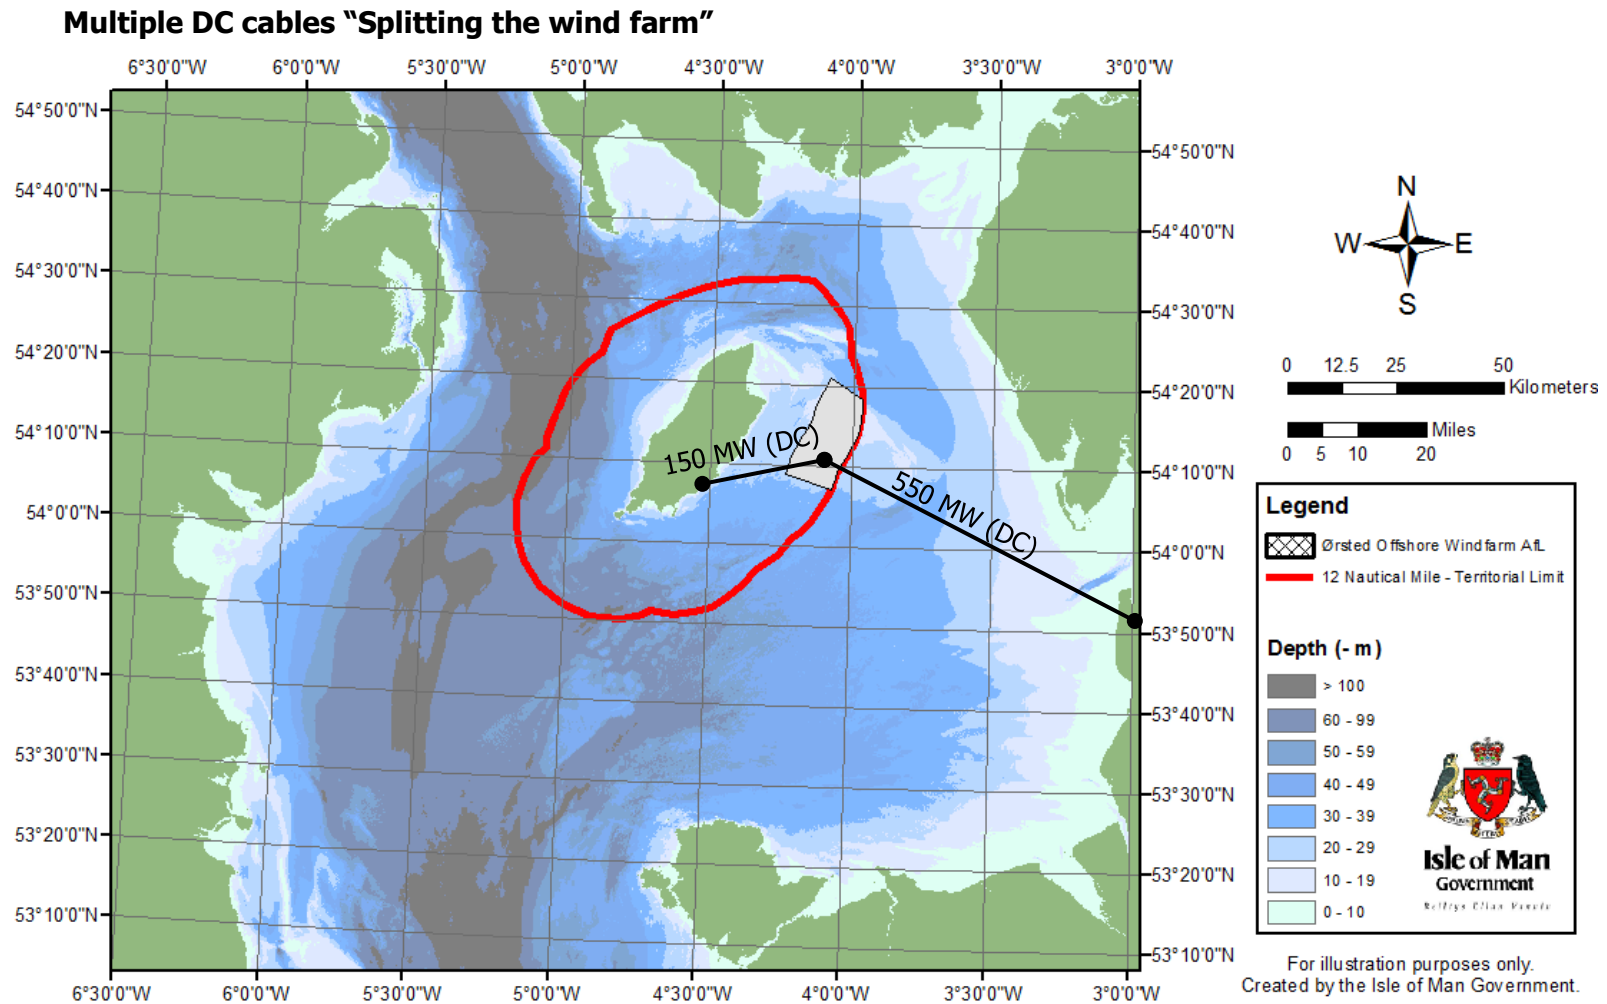 Multiple DC cables “Splitting the wind farm”
6°30'0"W 6°0'0"W 5°30'0"W 5°0'0"W 4°30'0"W 4°0'0"W 3°30'0"W 3°0'0"W
54°50'0"N
54°40'0"N
54°30'0"N
54°20'0"N
54°10'0"N
54°0'0"N
53°50'0"N
53°40'0"N
53°30'0"N
53°20'0"N
53°10'0"N
150 MW (DC)
550 MW (DC)
54°50'0"N
54°40'0"N
54°30'0"N
54°20'0"N
54°10'0"N
54°0'0"N
53°50'0"N
53°40'0"N
53°30'0"N
53°20'0"N
53°10'0"N
6°30'0"W 6°0'0"W 5°30'0"W 5°0'0"W 4°30'0"W 4°0'0"W 3°30'0"W 3°0'0"W
N
W E
S
0 12.5 25 50
Kilometers
Miles
0 5 10 20
Legend
Ørsted Offshore Windfarm AfL
12 Nautical Mile - Territorial Limit
Depth (- m)
> 100
60 - 99
50 - 59
40 - 49
30 - 39
20 - 29
10 - 19
0 - 10
Isle of Man
Government
Reiltys Ellan Vannin
For illustration purposes only.
Created by the Isle of Man Government.